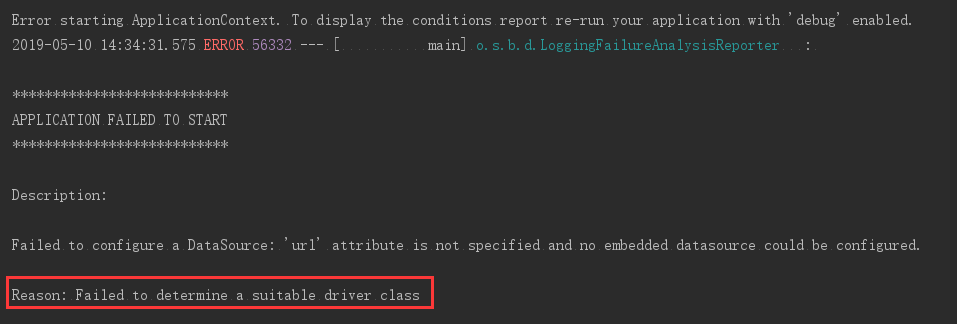 Error starting ApplicationContext. To display the conditions report re-run your application with 'debug' enabled.
2019-05-10 14:34:31.575 ERROR 56332 --- [           main] o.s.b.d.LoggingFailureAnalysisReporter   :
***************************
APPLICATION FAILED TO START
***************************
Description:
Failed to configure a DataSource: 'url' attribute is not specified and no embedded datasource could be configured.
Reason: Failed to determine a suitable driver class